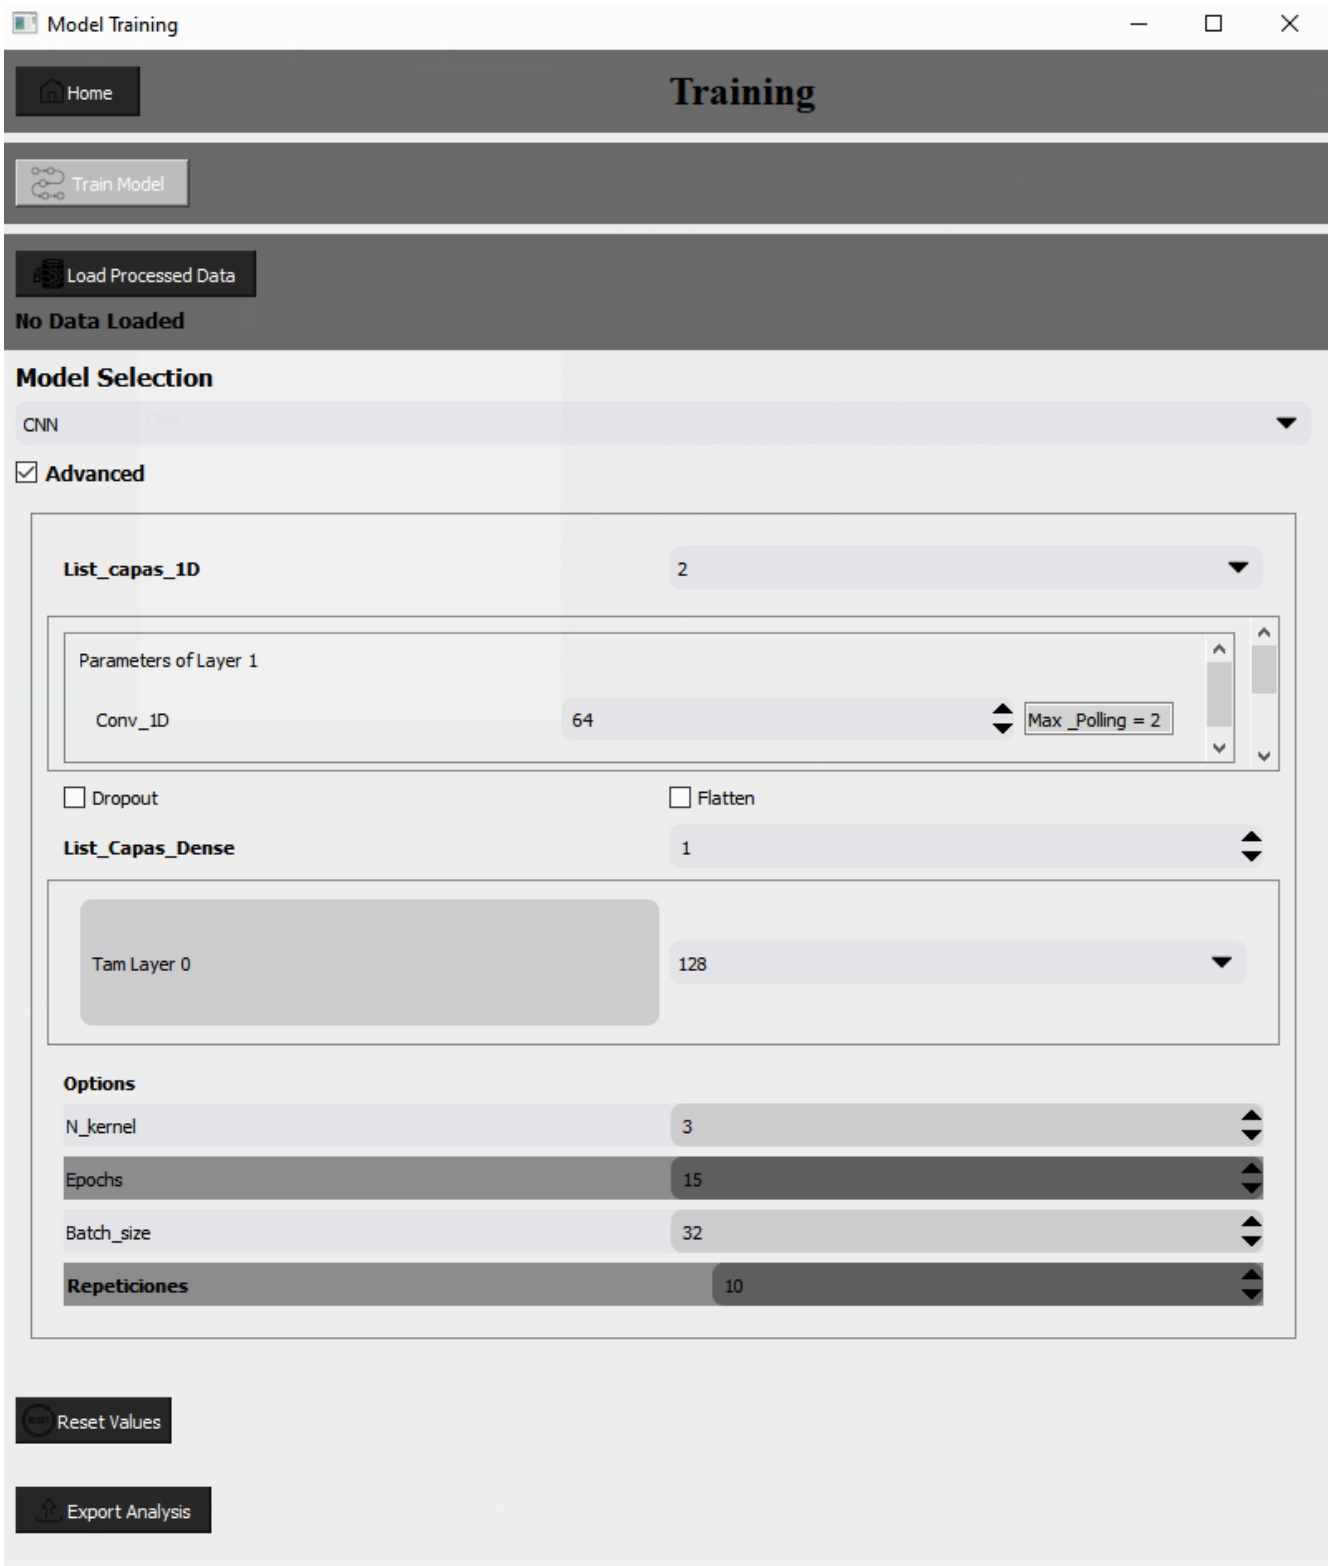 Model Training
Home
Training
Train Model
Load Processed Data
No Data Loaded
Model Selection
CNN
Advanced
List_capas_1D 2
Parameters of Layer 1
Conv_1D 64 Max _Polling = 2
Dropout Flatten
List_Capas_Dense 1
Tam Layer 0 128
Options
N_kernel 3
Epochs 15
Batch_size 32
Repeticiones 10
RESET Reset Values
Export Analysis